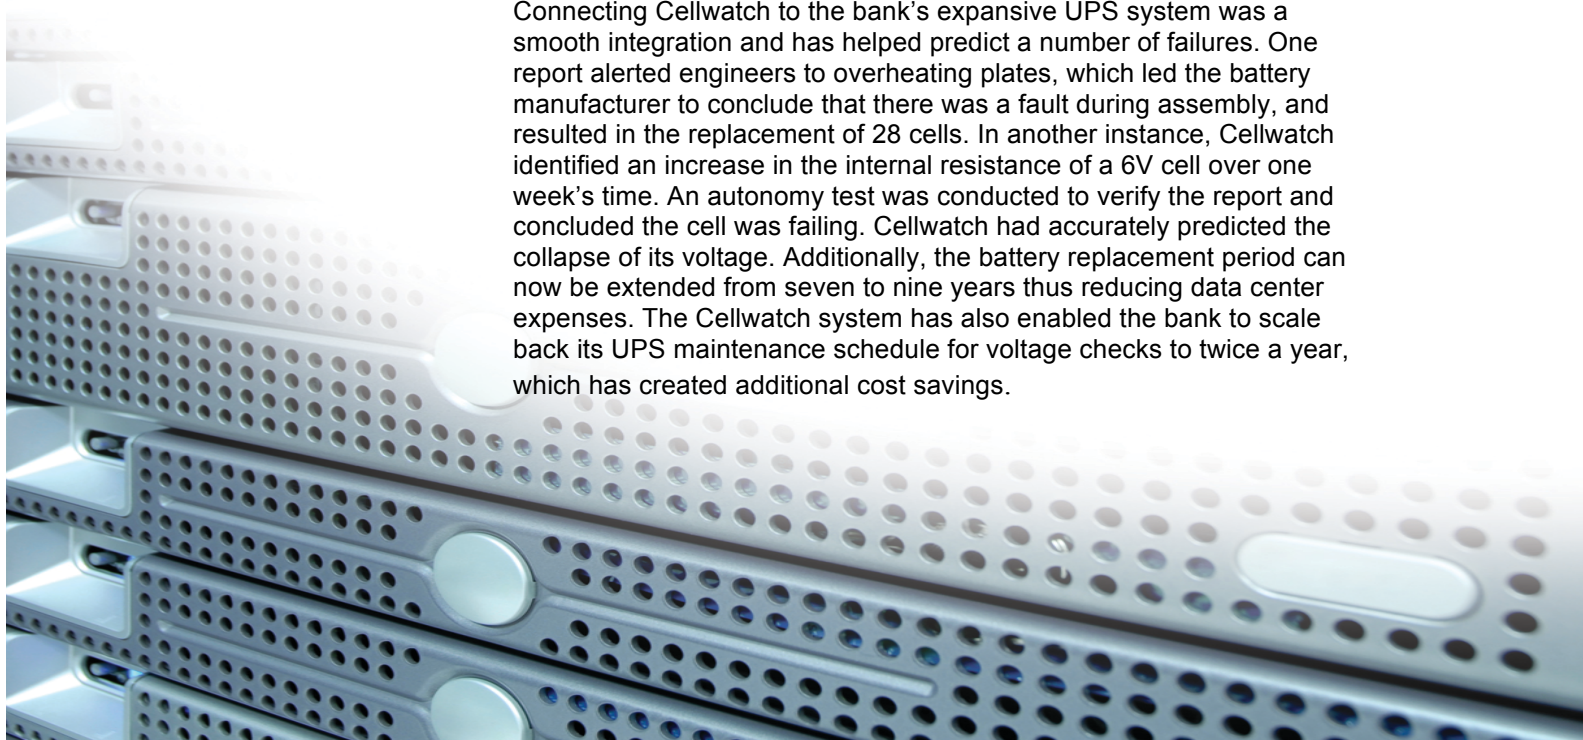 Connecting Cellwatch to the bank’s expansive UPS system was a
smooth integration and has helped predict a number of failures. One
report alerted engineers to overheating plates, which led the battery
manufacturer to conclude that there was a fault during assembly, and
resulted in the replacement of 28 cells. In another instance, Cellwatch
identified an increase in the internal resistance of a 6V cell over one
week’s time. An autonomy test was conducted to verify the report and
concluded the cell was failing. Cellwatch had accurately predicted the
collapse of its voltage. Additionally, the battery replacement period can
now be extended from seven to nine years thus reducing data center
expenses. The Cellwatch system has also enabled the bank to scale
back its UPS maintenance schedule for voltage checks to twice a year,
which has created additional cost savings.